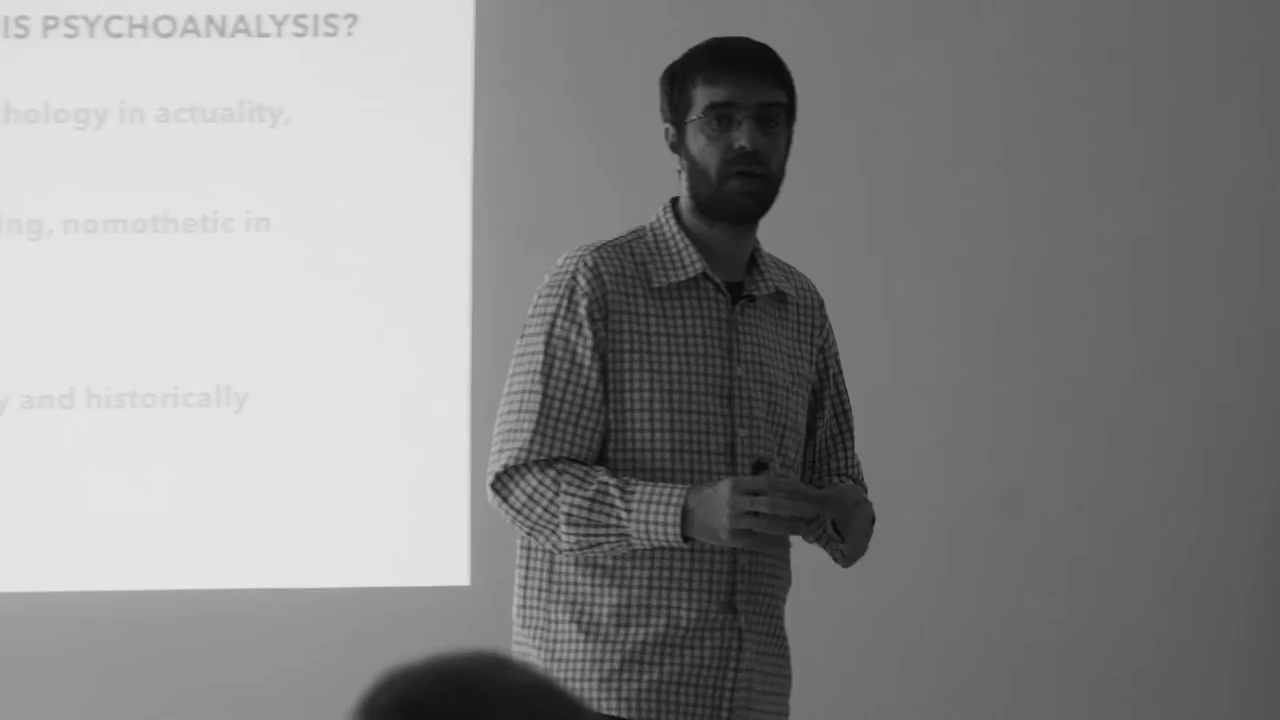 IS PSYCHOANALYSIS?
chology in actuality,
ing, nomothetic in
y and historically